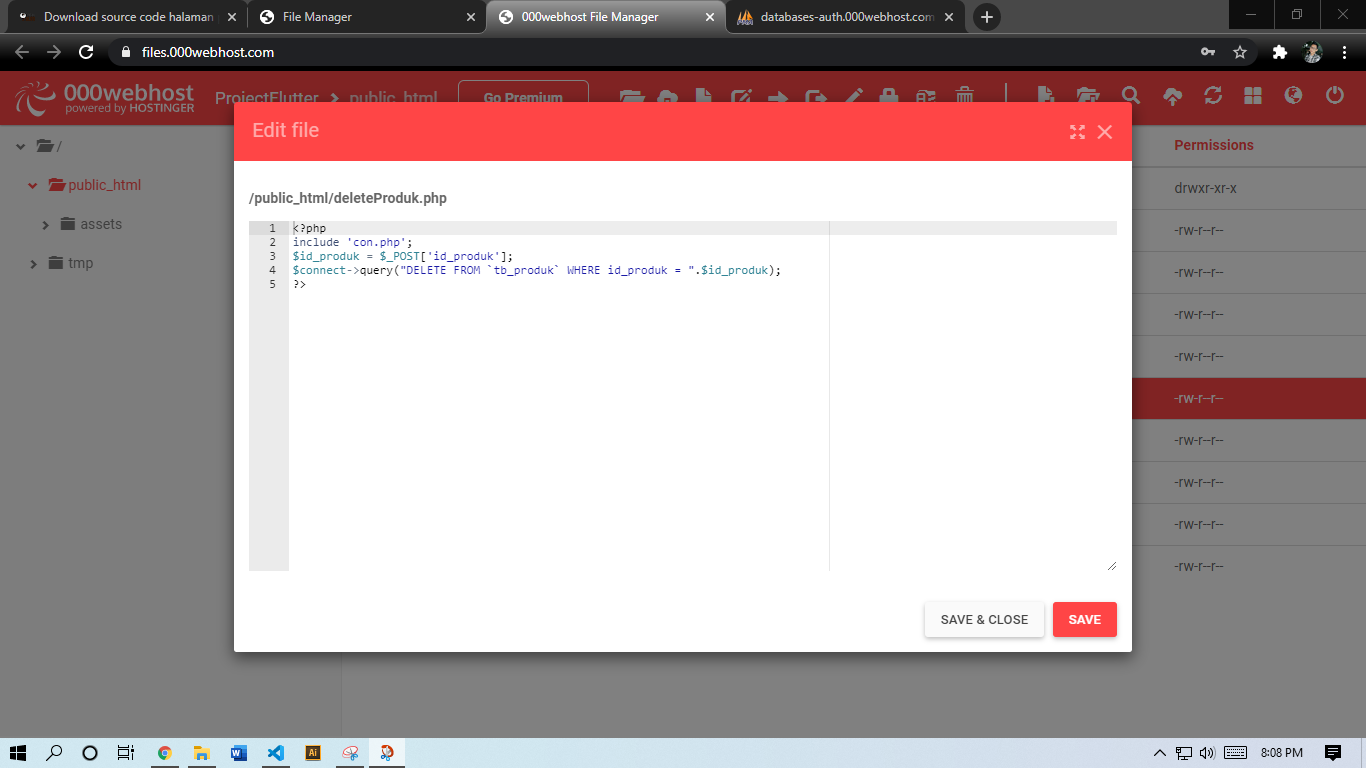 Download source code halaman
File Manager
000webhost File Manager
databases-auth.000webhost.com
files.000webhost.com
000webhost
powered by HOSTINGER
ProjectFlutter > public_html
Go Premium
Edit file
/
public_html
assets
tmp
Permissions
drwxr-xr-x
-rw-r--r--
-rw-r--r--
-rw-r--r--
-rw-r--r--
-rw-r--r--
-rw-r--r--
-rw-r--r--
-rw-r--r--
-rw-r--r--
/public_html/deleteProduk.php
1 <?php
2 include 'con.php';
3 $id_produk = $_POST['id_produk'];
4 $connect->query("DELETE FROM `tb_produk` WHERE id_produk = ".$id_produk);
5 ?>
SAVE & CLOSE
SAVE
8:08 PM